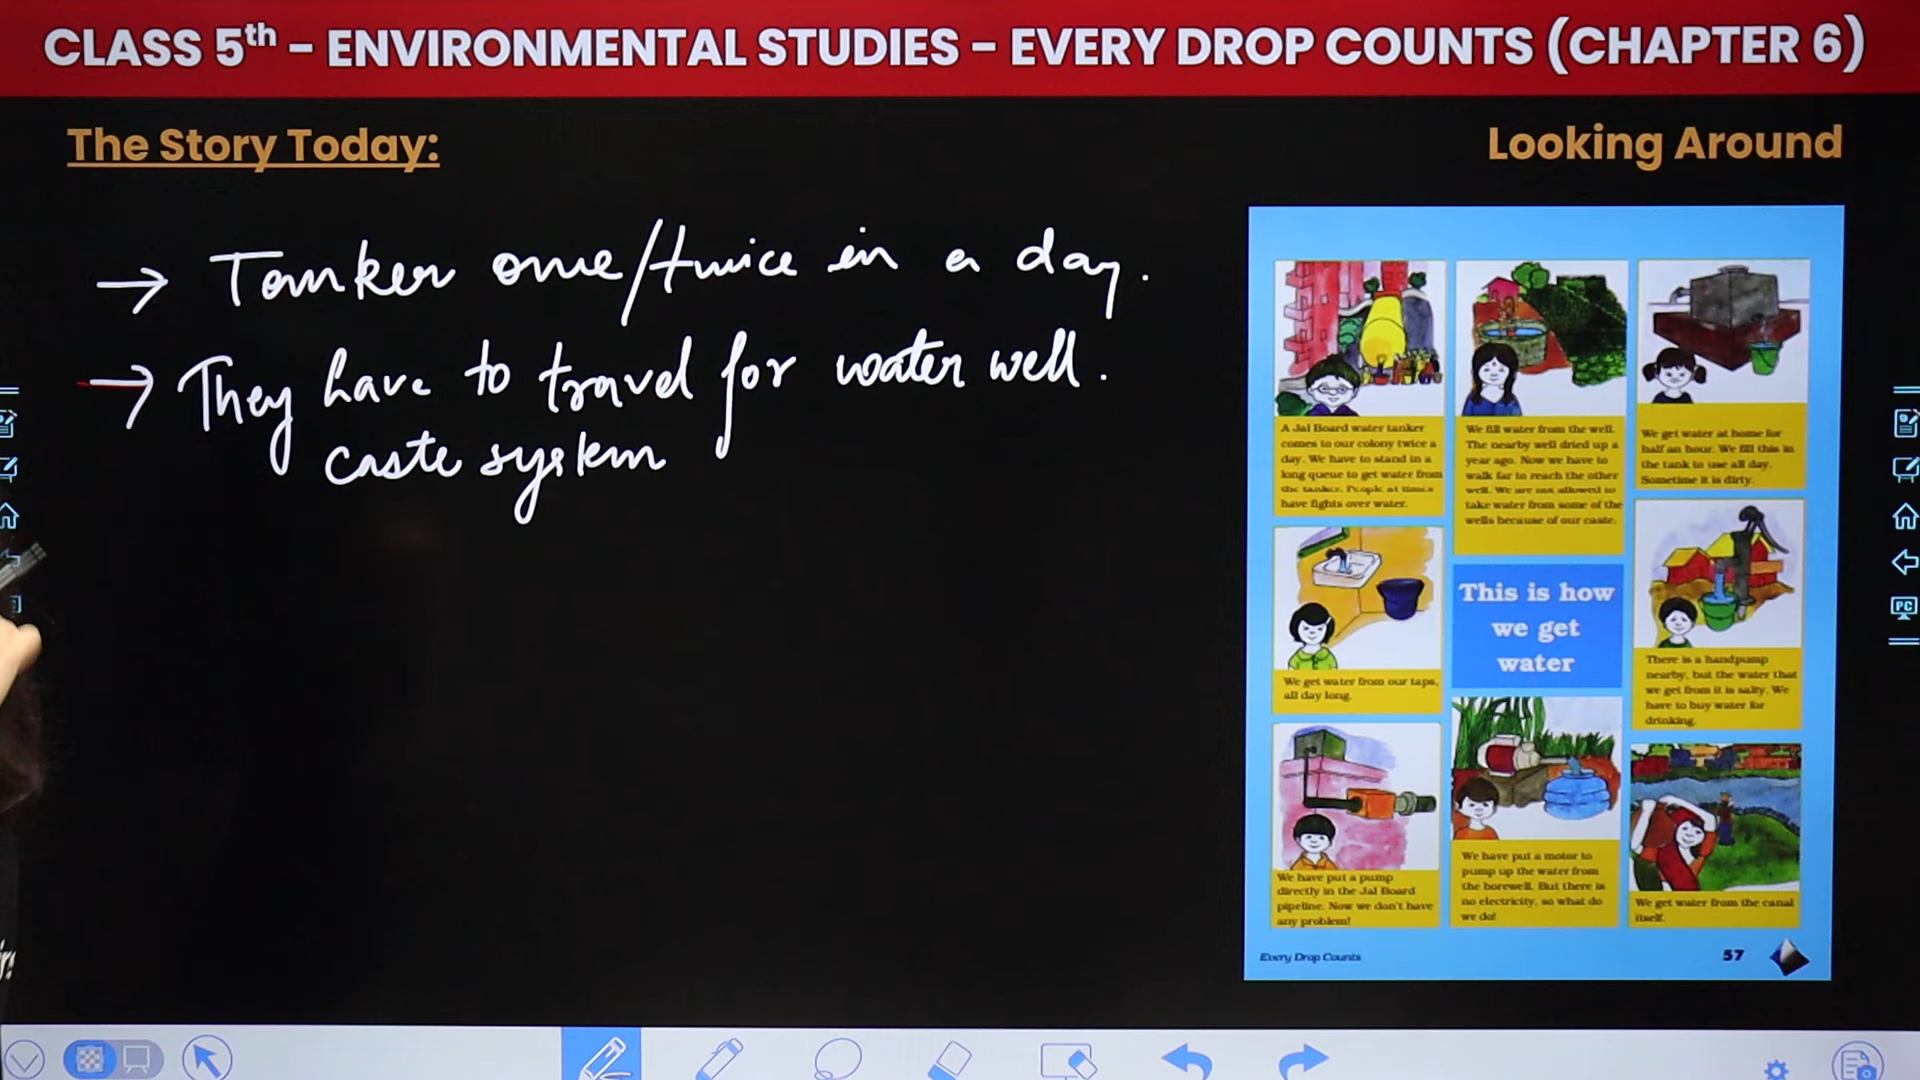 CLASS 5th - ENVIRONMENTAL STUDIES - EVERY DROP COUNTS (CHAPTER 6)
The Story Today:
Looking Around
→ Tanker one/twice in a day.
→ They have to travel for water well.
caste system
A Jal Board water tanker
comes to our colony twice a
day. We have to stand in a
long queue to get water from
the tanker. People at times
have fights over water.
We fill water from the well.
The nearby well dried up a
year ago. Now we have to
walk far to reach the other
well. We are not allowed to
take water from some of the
wells because of our caste.
We get water at home for
half an hour. We fill this in
the tank to use all day.
Sometime it is dirty.
We get water from our taps,
all day long.
This is how
we get
water
There is a handpump
nearby, but the water that
we get from it is salty. We
have to buy water for
drinking.
We have put a pump
directly in the Jal Board
pipeline. Now we don't have
any problem!
We have put a motor to
pump up the water from
the borewell. But there is
no electricity, so what do
we do!
We get water from the canal
itself.
Every Drop Counts
57
PC